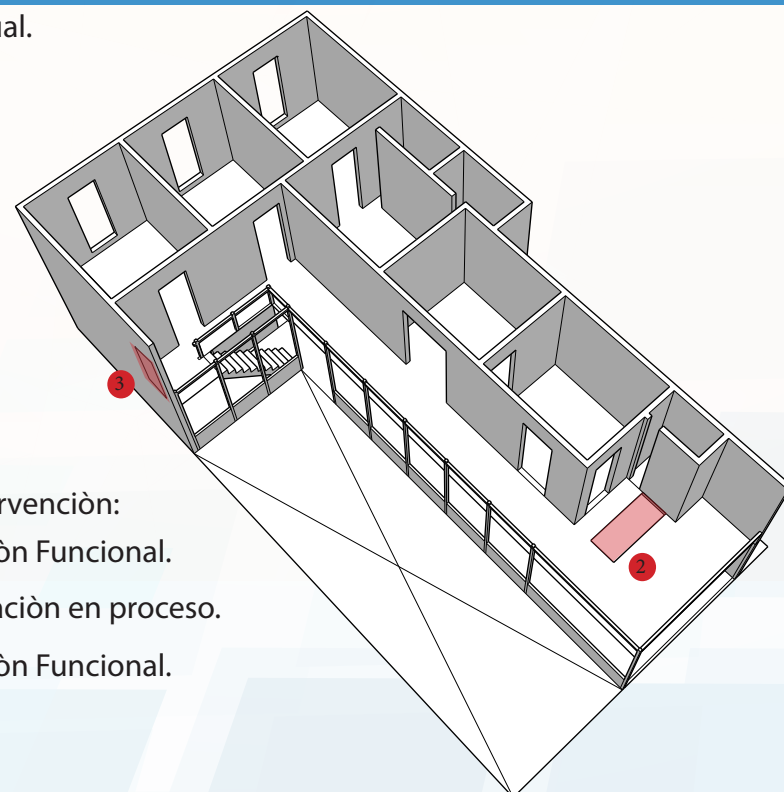 ual.
3
rvenciòn:
òn Funcional.
2
aciòn en proceso.
òn Funcional.